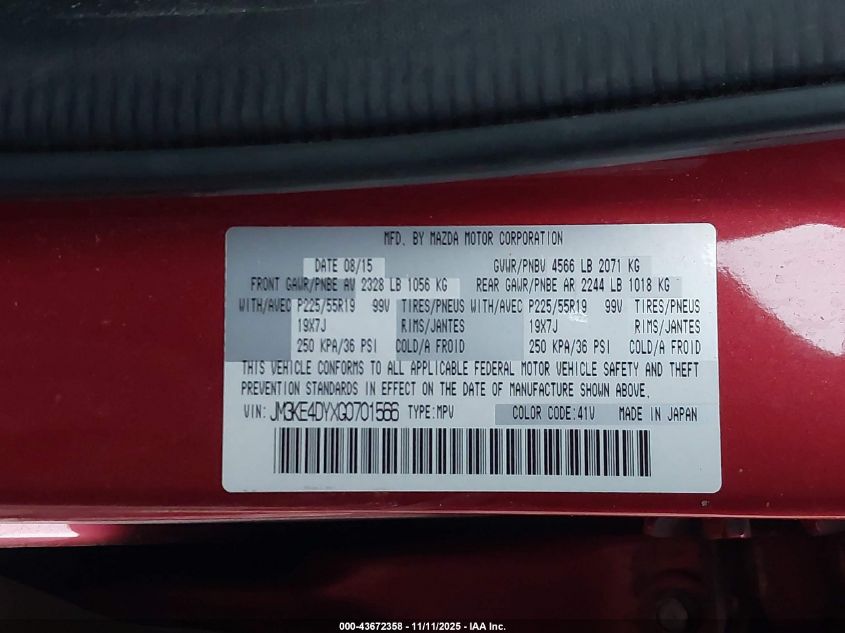 MFD. BY MAZDA MOTOR CORPORATION
DATE 08/15 GVWR/PNBV 4566 LB 2071 KG
FRONT GAWR/PNBE AV 2328 LB 1056 KG REAR GAWR/PNBE AR 2244 LB 1018 KG
WITH/AVEC P225/55R19 99V TIRES/PNEUS WITH/AVEC P225/55R19 99V TIRES/PNEUS
19X7J RIMS/JANTES 19X7J RIMS/JANTES
250 KPA/36 PSI COLD/A FROID 250 KPA/36 PSI COLD/A FROID
THIS VEHICLE CONFORMS TO ALL APPLICABLE FEDERAL MOTOR VEHICLE SAFETY AND THEFT
PREVENTION STANDARDS IN EFFECT ON THE DATE OF MANUFACTURE SHOWN ABOVE.
VIN: JM3KE4DYXG0701566 TYPE:MPV COLOR CODE:41V MADE IN JAPAN
000-43672358 - 11/11/2025 - IAA Inc.